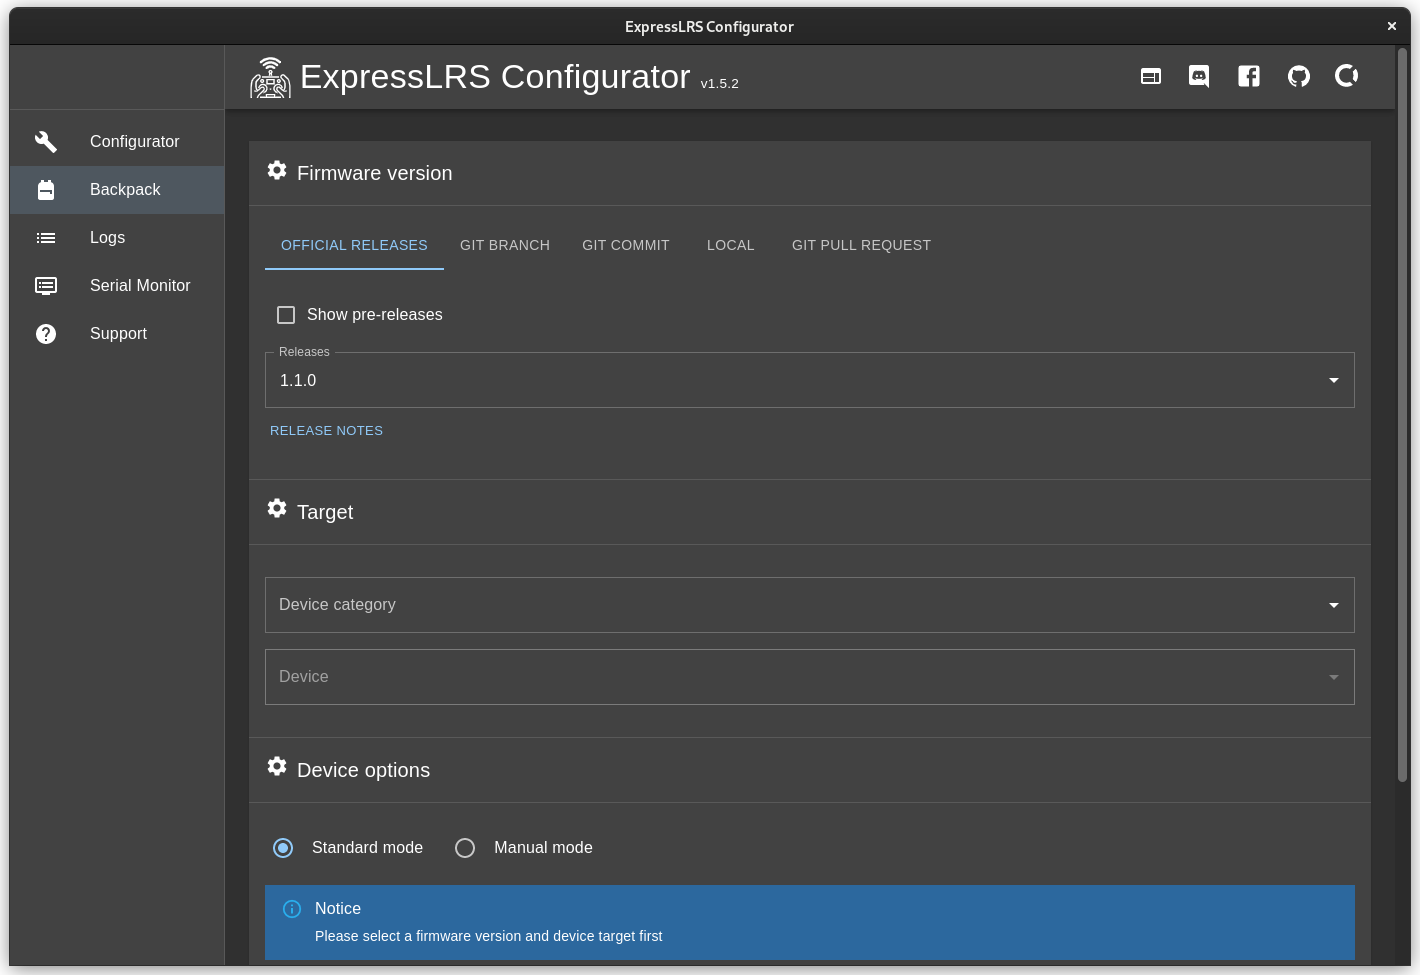 ExpressLRS Configurator
ExpressLRS Configurator v1.5.2
Configurator
Backpack
Logs
Serial Monitor
Support
Firmware version
OFFICIAL RELEASES GIT BRANCH GIT COMMIT LOCAL GIT PULL REQUEST
Show pre-releases
Releases
1.1.0
RELEASE NOTES
Target
Device category
Device
Device options
Standard mode Manual mode
Notice
Please select a firmware version and device target first